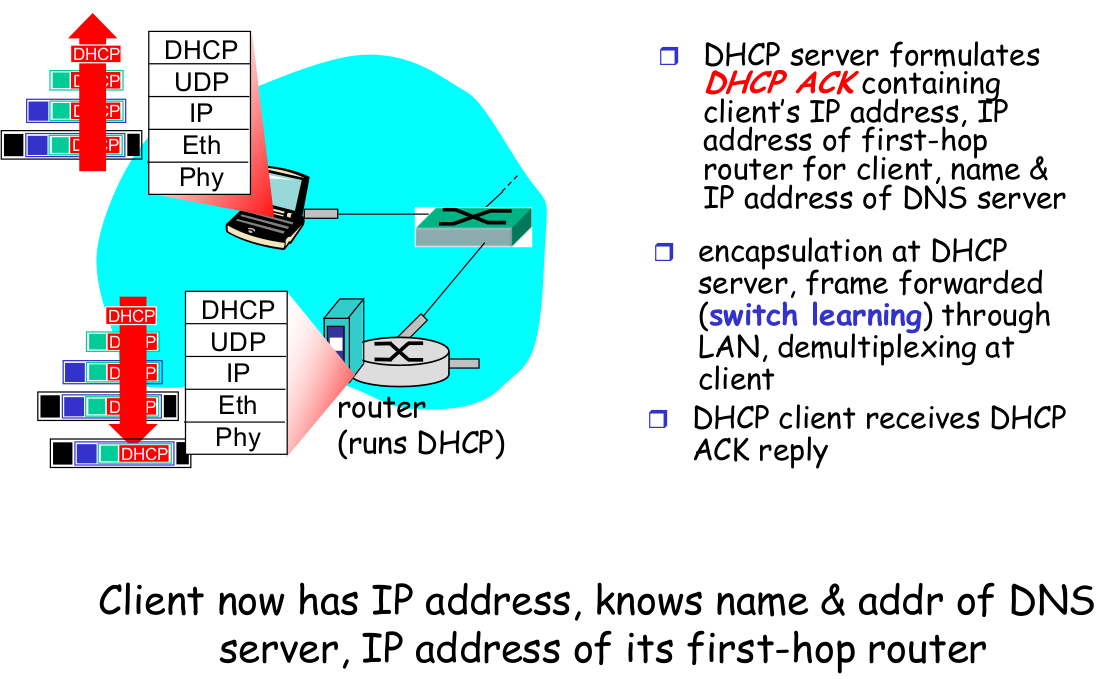 DHCP
DHCP
DHCP
DHCP
DHCP
UDP
IP
Eth
Phy
DHCP
DHCP
DHCP
DHCP
DHCP
DHCP
UDP
IP
Eth
Phy
router
(runs DHCP)
DHCP server formulates
DHCP ACK containing
client's IP address, IP
address of first-hop
router for client, name &
IP address of DNS server
encapsulation at DHCP
server, frame forwarded
(switch learning) through
LAN, demultiplexing at
client
DHCP client receives DHCP
ACK reply
Client now has IP address, knows name & addr of DNS
server, IP address of its first-hop router